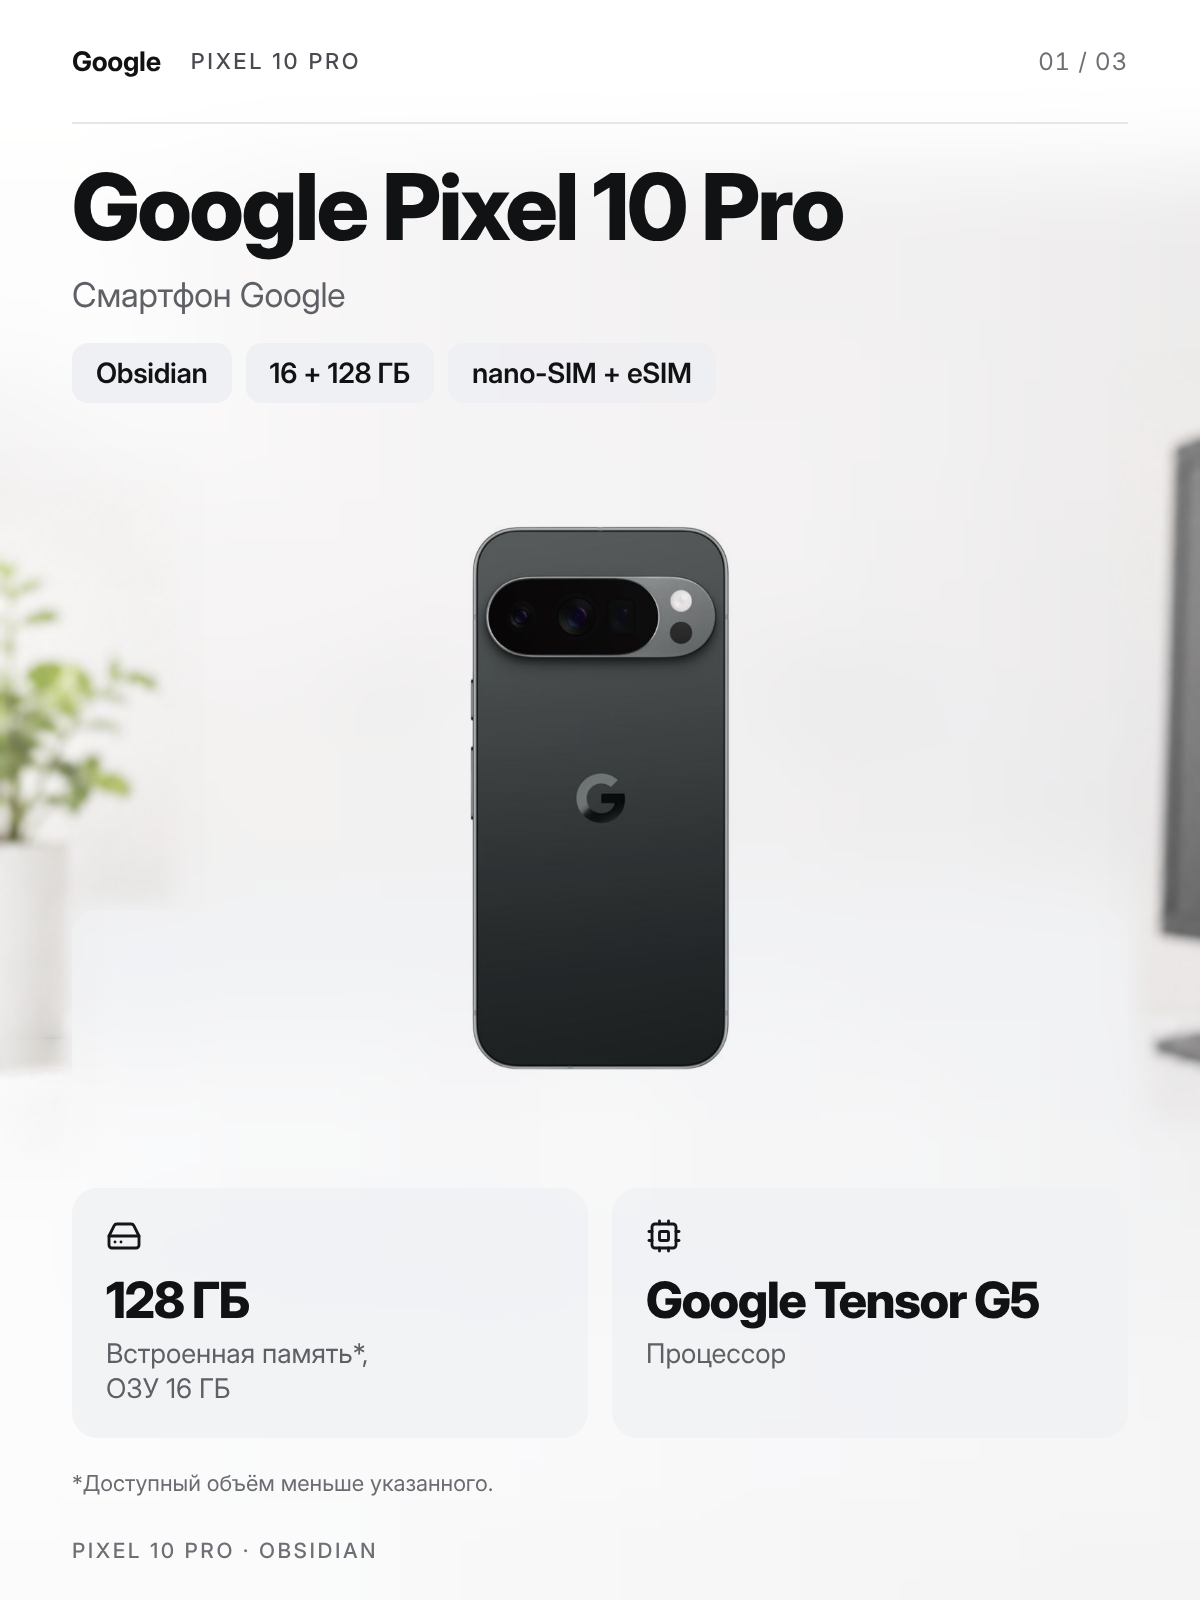 Google PIXEL 10 PRO 01 / 03
Google Pixel 10 Pro
Смартфон Google
Obsidian 16 + 128 ГБ nano-SIM + eSIM
G
128 ГБ
Встроенная память*,
ОЗУ 16 ГБ
Google Tensor G5
Процессор
*Доступный объём меньше указанного.
PIXEL 10 PRO · OBSIDIAN